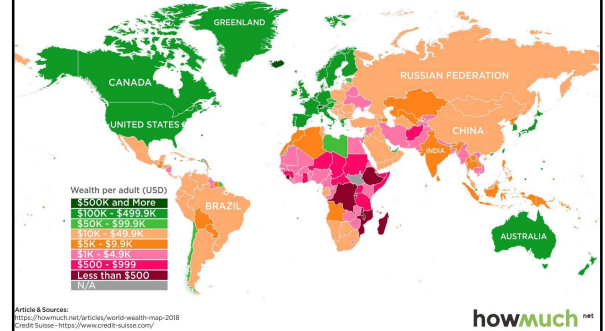 GREENLAND
CANADA
RUSSIAN FEDERATION
UNITED STATES
CHINA
INDIA
BRAZIL
AUSTRALIA
Wealth per adult (USD)
$500K and More
$100K - $499.9K
$50K - $99.9K
$10K - $49.9K
$5K - $9.9K
$1K - $4.9K
$500 - $999
Less than $500
N/A
Article & Sources:
https://howmuch.net/articles/world-wealth-map-2018
Credit Suisse - https://www.credit-suisse.com/
howmuch net